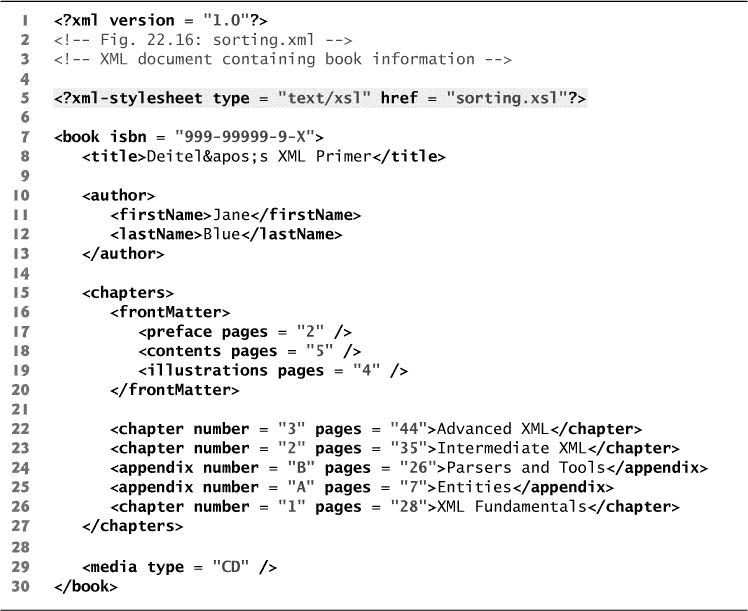 1 <?xml version = "1.0"?>
2 <!-- Fig. 22.16: sorting.xml -->
3 <!-- XML document containing book information -->
4
5 <?xml-stylesheet type = "text/xsl" href = "sorting.xsl"?>
6
7 <book isbn = "999-99999-9-X">
8    <title>Deitel&apos;s XML Primer</title>
9
10    <author>
11       <firstName>Jane</firstName>
12       <lastName>Blue</lastName>
13    </author>
14
15    <chapters>
16       <frontMatter>
17          <preface pages = "2" />
18          <contents pages = "5" />
19          <illustrations pages = "4" />
20       </frontMatter>
21
22       <chapter number = "3" pages = "44">Advanced XML</chapter>
23       <chapter number = "2" pages = "35">Intermediate XML</chapter>
24       <appendix number = "B" pages = "26">Parsers and Tools</appendix>
25       <appendix number = "A" pages = "7">Entities</appendix>
26       <chapter number = "1" pages = "28">XML Fundamentals</chapter>
27    </chapters>
28
29    <media type = "CD" />
30 </book>